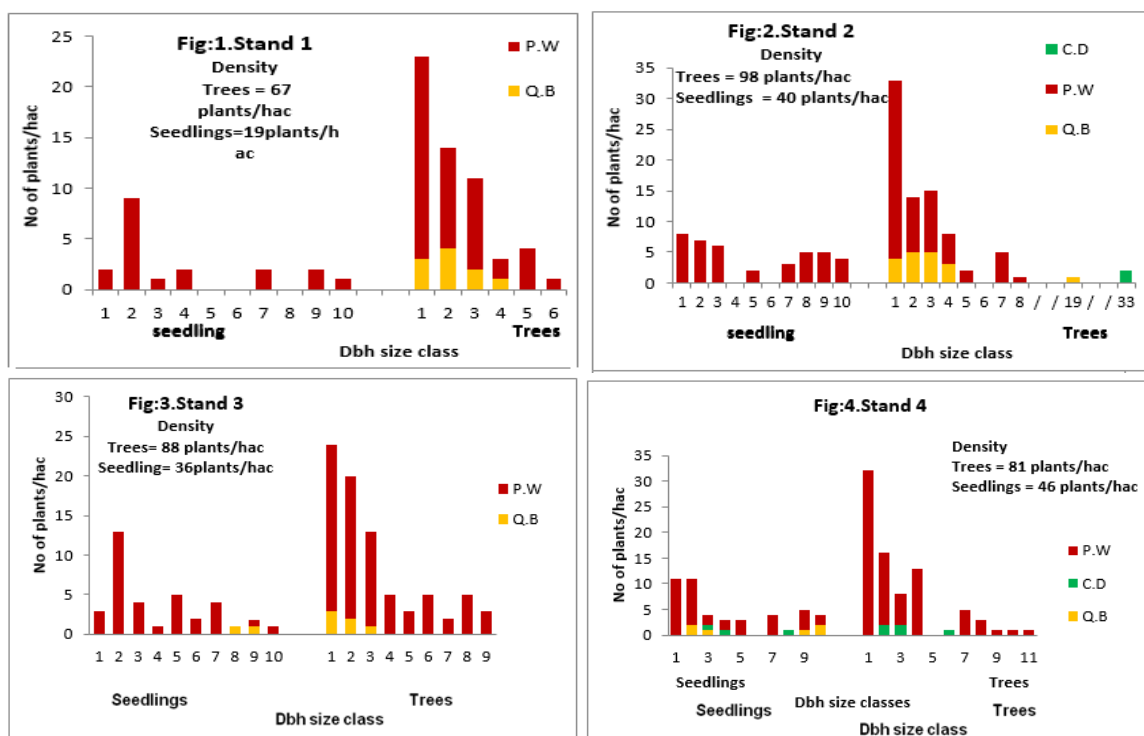 Fig:1.Stand 1
Density
Trees = 67
plants/hac
Seedlings=19plants/h
ac
P.W
Q.B
No of plants/hac
25
20
15
10
5
0
1 2 3 4 5 6 7 8 9 10 1 2 3 4 5 6
seedling Trees
Dbh size class
Fig:2.Stand 2
Density
Trees = 98 plants/hac
Seedlings = 40 plants/hac
C.D
P.W
Q.B
No of plants/hac
35
30
25
20
15
10
5
0
1 2 3 4 5 6 7 8 9 10 1 2 3 4 5 6 7 8 / / 19 / / 33
seedling Trees
Dbh size class
Fig:3.Stand 3
Density
Trees= 88 plants/hac
Seedling= 36plants/hac
P.W
Q.B
No of plants/hac
30
25
20
15
10
5
0
1 2 3 4 5 6 7 8 9 10 1 2 3 4 5 6 7 8 9
Seedlings Trees
Dbh size class
Fig:4.Stand 4
Density
Trees = 81 plants/hac
Seedlings = 46 plants/hac
P.W
C.D
Q.B
No of plants/hac
35
30
25
20
15
10
5
0
1 3 5 7 9 1 3 5 7 9 11
Seedlings Trees
Dbh size classes
Seedlings Trees
Dbh size class